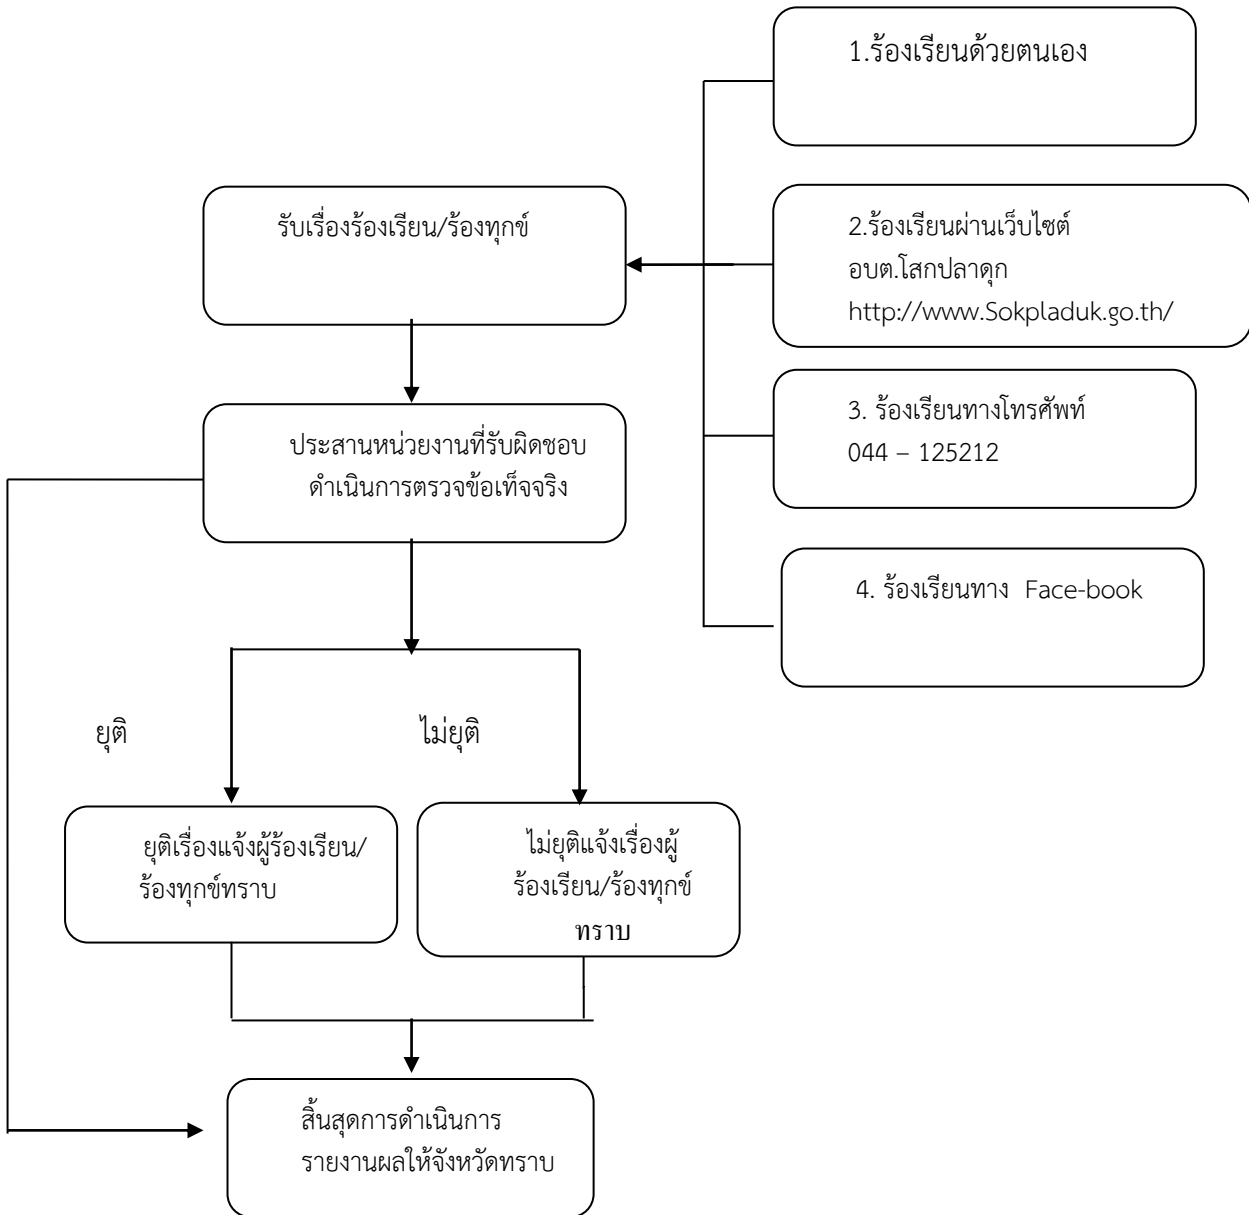 1.ร้องเรียนด้วยตนเอง
รับเรื่องร้องเรียน/ร้องทุกข์
2.ร้องเรียนผ่านเว็บไซต์
อบต.โสกปลาดุก
http://www.Sokpladuk.go.th/
3. ร้องเรียนทางโทรศัพท์
044 – 125212
ประสานหน่วยงานที่รับผิดชอบ
ดำเนินการตรวจข้อเท็จจริง
4. ร้องเรียนทาง Face-book
ยุติ
ไม่ยุติ
ยุติเรื่องแจ้งผู้ร้องเรียน/
ร้องทุกข์ทราบ
ไม่ยุติแจ้งเรื่องผู้
ร้องเรียน/ร้องทุกข์
ทราบ
สิ้นสุดการดำเนินการ
รายงานผลให้จังหวัดทราบ